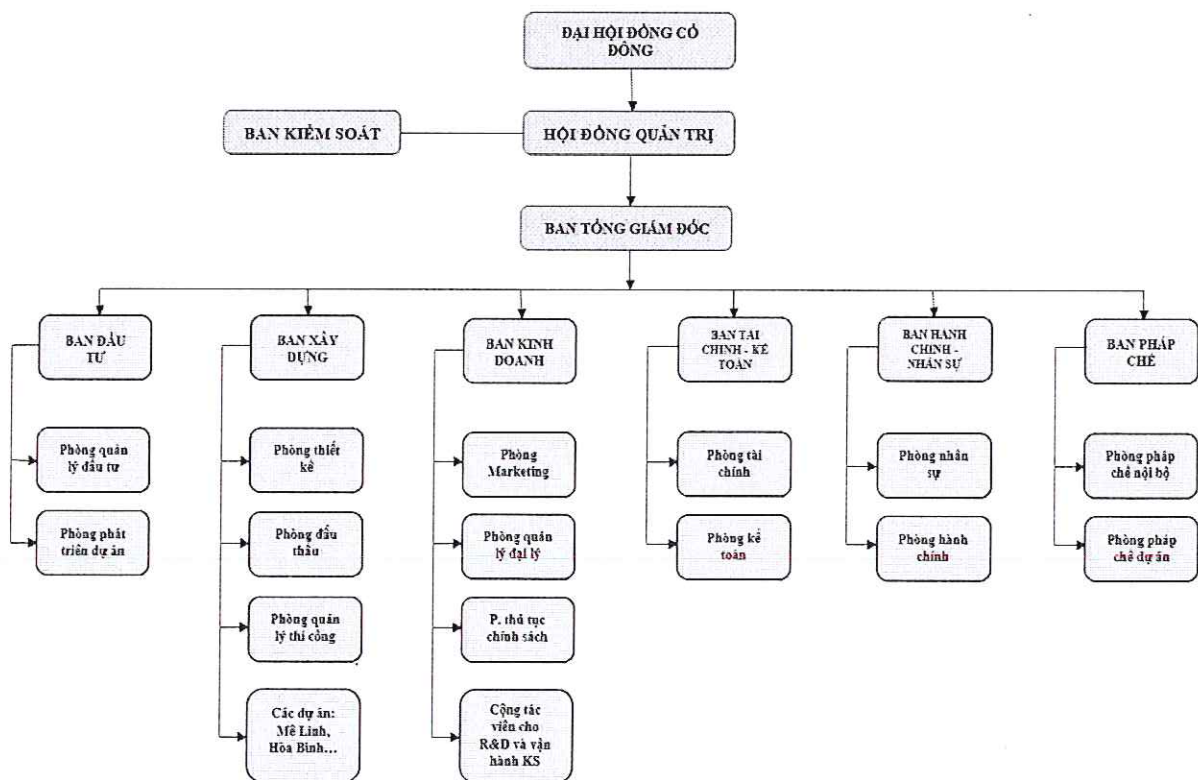 ĐẠI HỘI ĐỒNG CỔ
ĐÔNG
BAN KIỂM SOÁT
HỘI ĐỒNG QUẢN TRỊ
BAN TỔNG GIÁM ĐỐC
BAN ĐẦU
TƯ
Phòng quản
lý đầu tư
Phòng phát
triển dự án
BAN XÂY
DỰNG
Phòng thiết
kế
Phòng đấu
thầu
Phòng quản
lý thi công
Các dự án:
Mê Linh,
Hòa Bình...
BAN KINH
DOANH
Phòng
Marketing
Phòng quản
lý đại lý
P. thủ tục
chính sách
Cộng tác
viên cho
R&D và vận
hành KS
BAN TÀI
CHÍNH - KẾ
TOÁN
Phòng tài
chính
Phòng kế
toán
BAN HÀNH
CHÍNH -
NHÂN SỰ
Phòng nhân
sự
Phòng hành
chính
BAN PHÁP
CHẾ
Phòng pháp
chế nội bộ
Phòng pháp
chế dự án